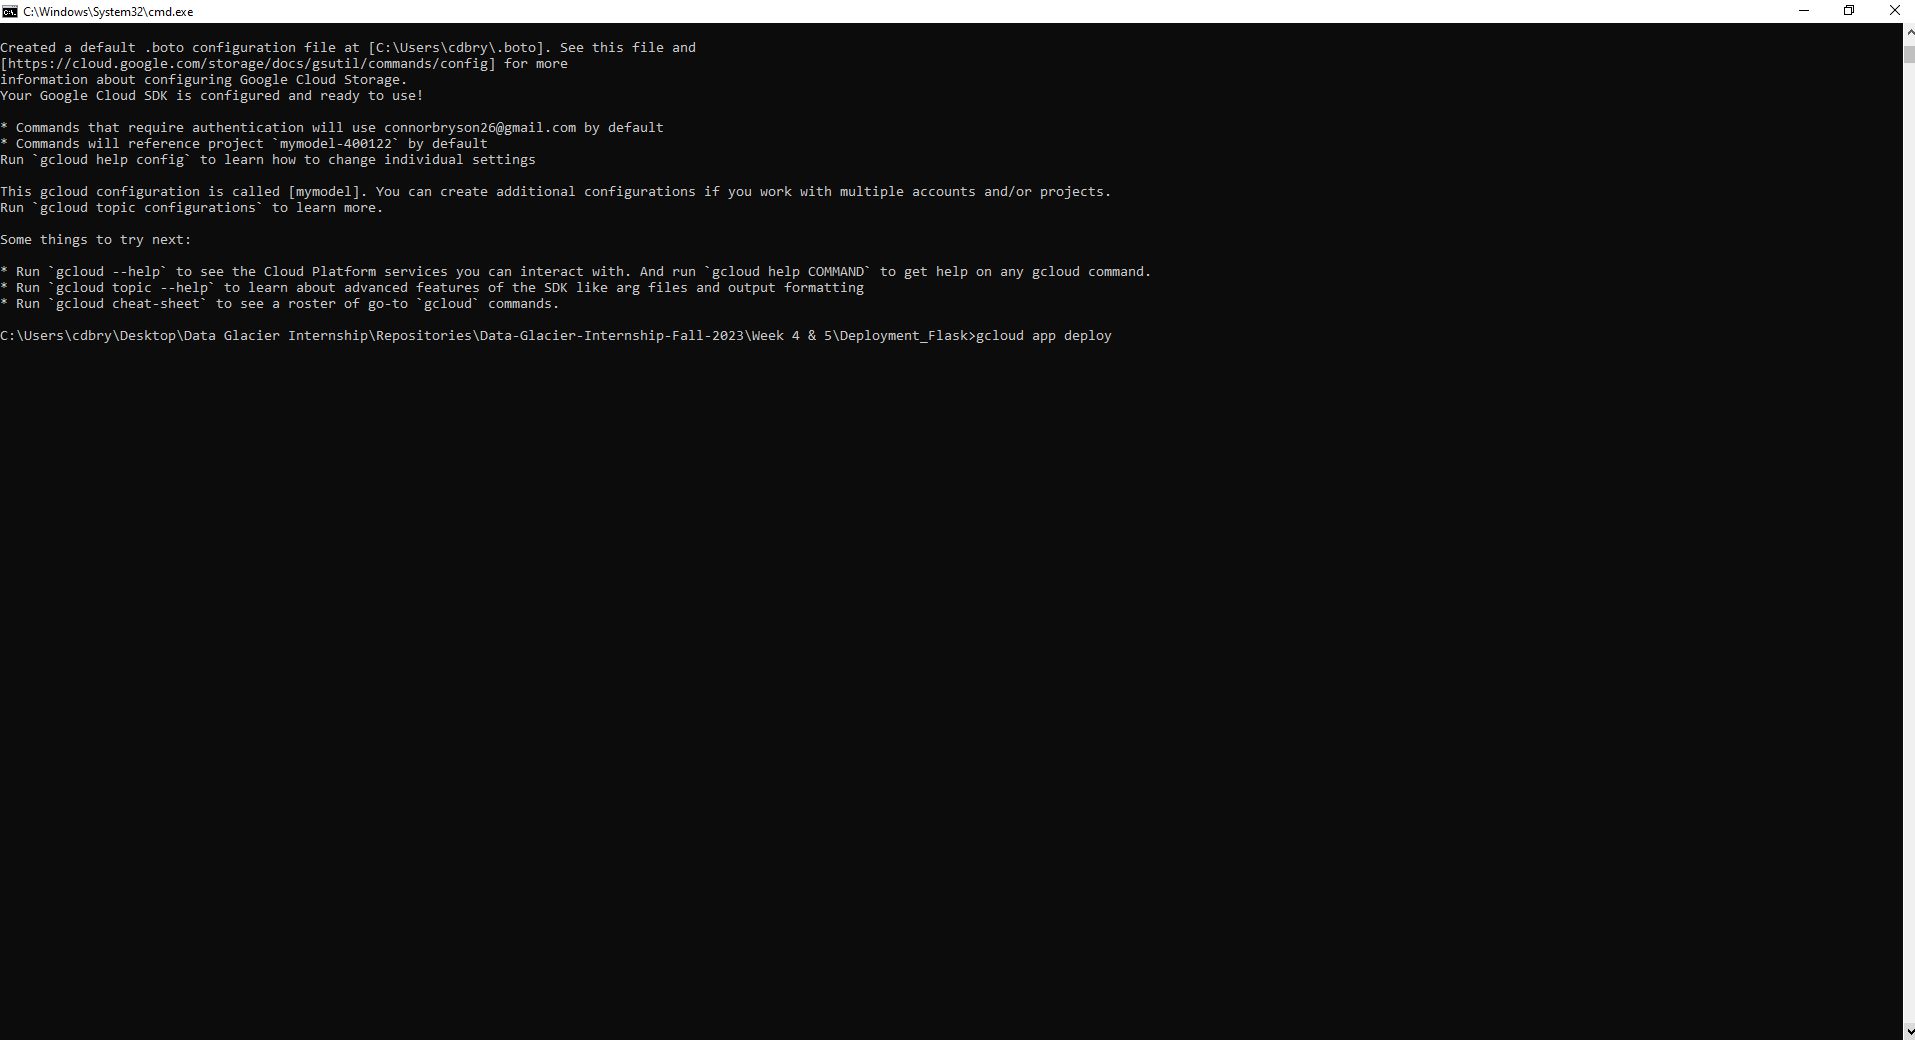 C:\Windows\System32\cmd.exe
Created a default .boto configuration file at [C:\Users\cdbry\.boto]. See this file and
[https://cloud.google.com/storage/docs/gsutil/commands/config] for more
information about configuring Google Cloud Storage.
Your Google Cloud SDK is configured and ready to use!
* Commands that require authentication will use connorbryson26@gmail.com by default
* Commands will reference project `mymodel-400122` by default
Run `gcloud help config` to learn how to change individual settings
This gcloud configuration is called [mymodel]. You can create additional configurations if you work with multiple accounts and/or projects.
Run `gcloud topic configurations` to learn more.
Some things to try next:
* Run `gcloud --help` to see the Cloud Platform services you can interact with. And run `gcloud help COMMAND` to get help on any gcloud command.
* Run `gcloud topic --help` to learn about advanced features of the SDK like arg files and output formatting
* Run `gcloud cheat-sheet` to see a roster of go-to `gcloud` commands.
C:\Users\cdbry\Desktop\Data Glacier Internship\Repositories\Data-Glacier-Internship-Fall-2023\Week 4 & 5\Deployment_Flask>gcloud app deploy